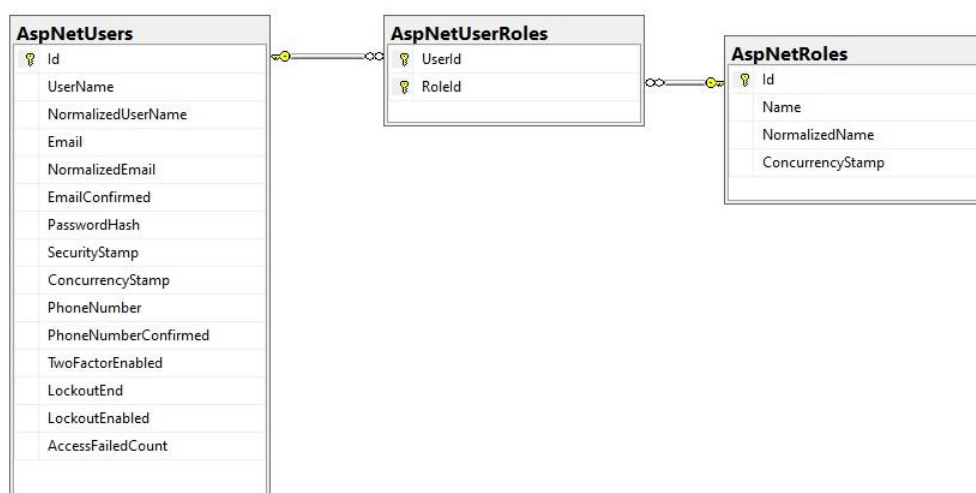 AspNetUsers
Id
UserName
NormalizedUserName
Email
NormalizedEmail
EmailConfirmed
PasswordHash
SecurityStamp
ConcurrencyStamp
PhoneNumber
PhoneNumberConfirmed
TwoFactorEnabled
LockoutEnd
LockoutEnabled
AccessFailedCount
AspNetUserRoles
UserId
RoleId
AspNetRoles
Id
Name
NormalizedName
ConcurrencyStamp